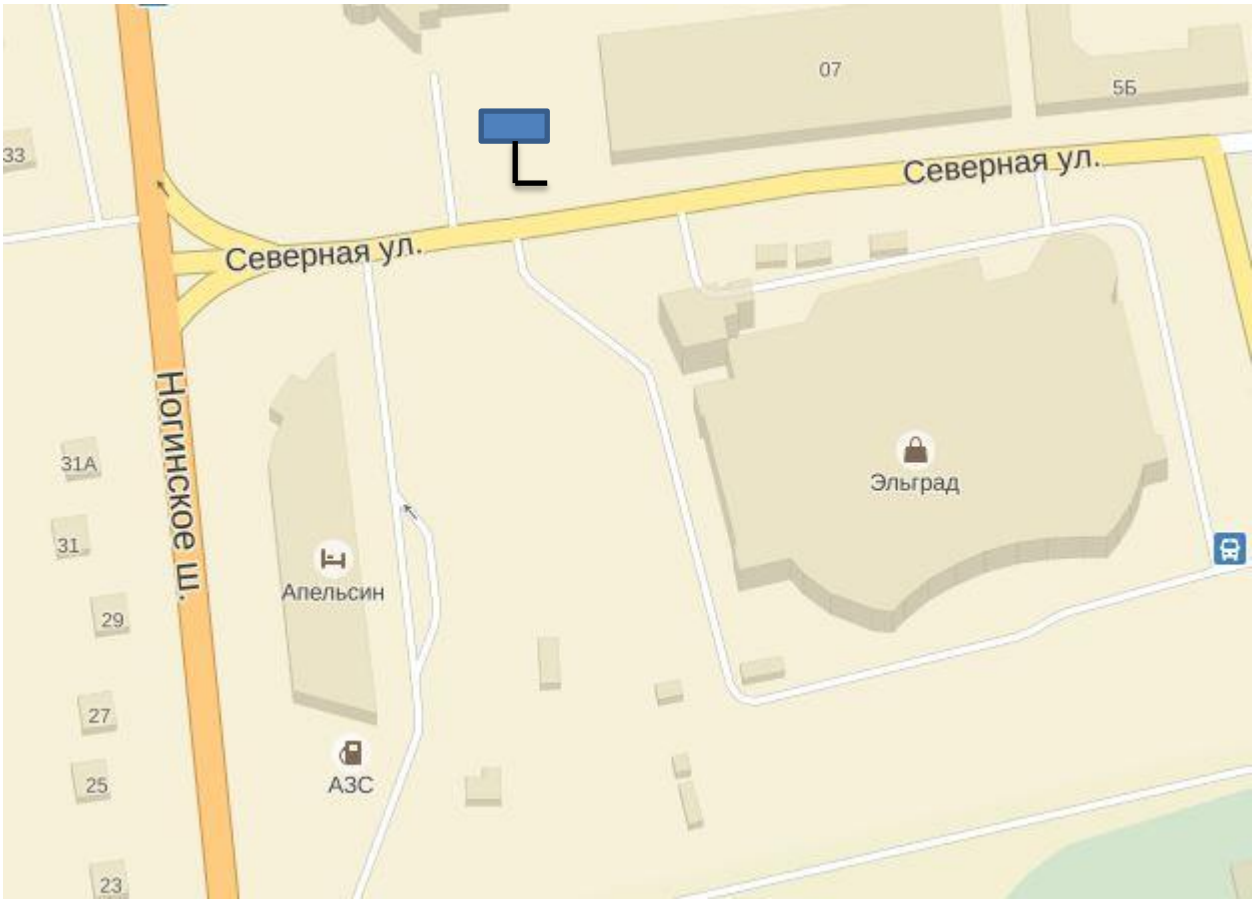 07
5Б
33
Северная ул.
Северная ул.
Ногинское ш.
31А
Эльград
31
Апельсин
29
27
АЗС
25
23